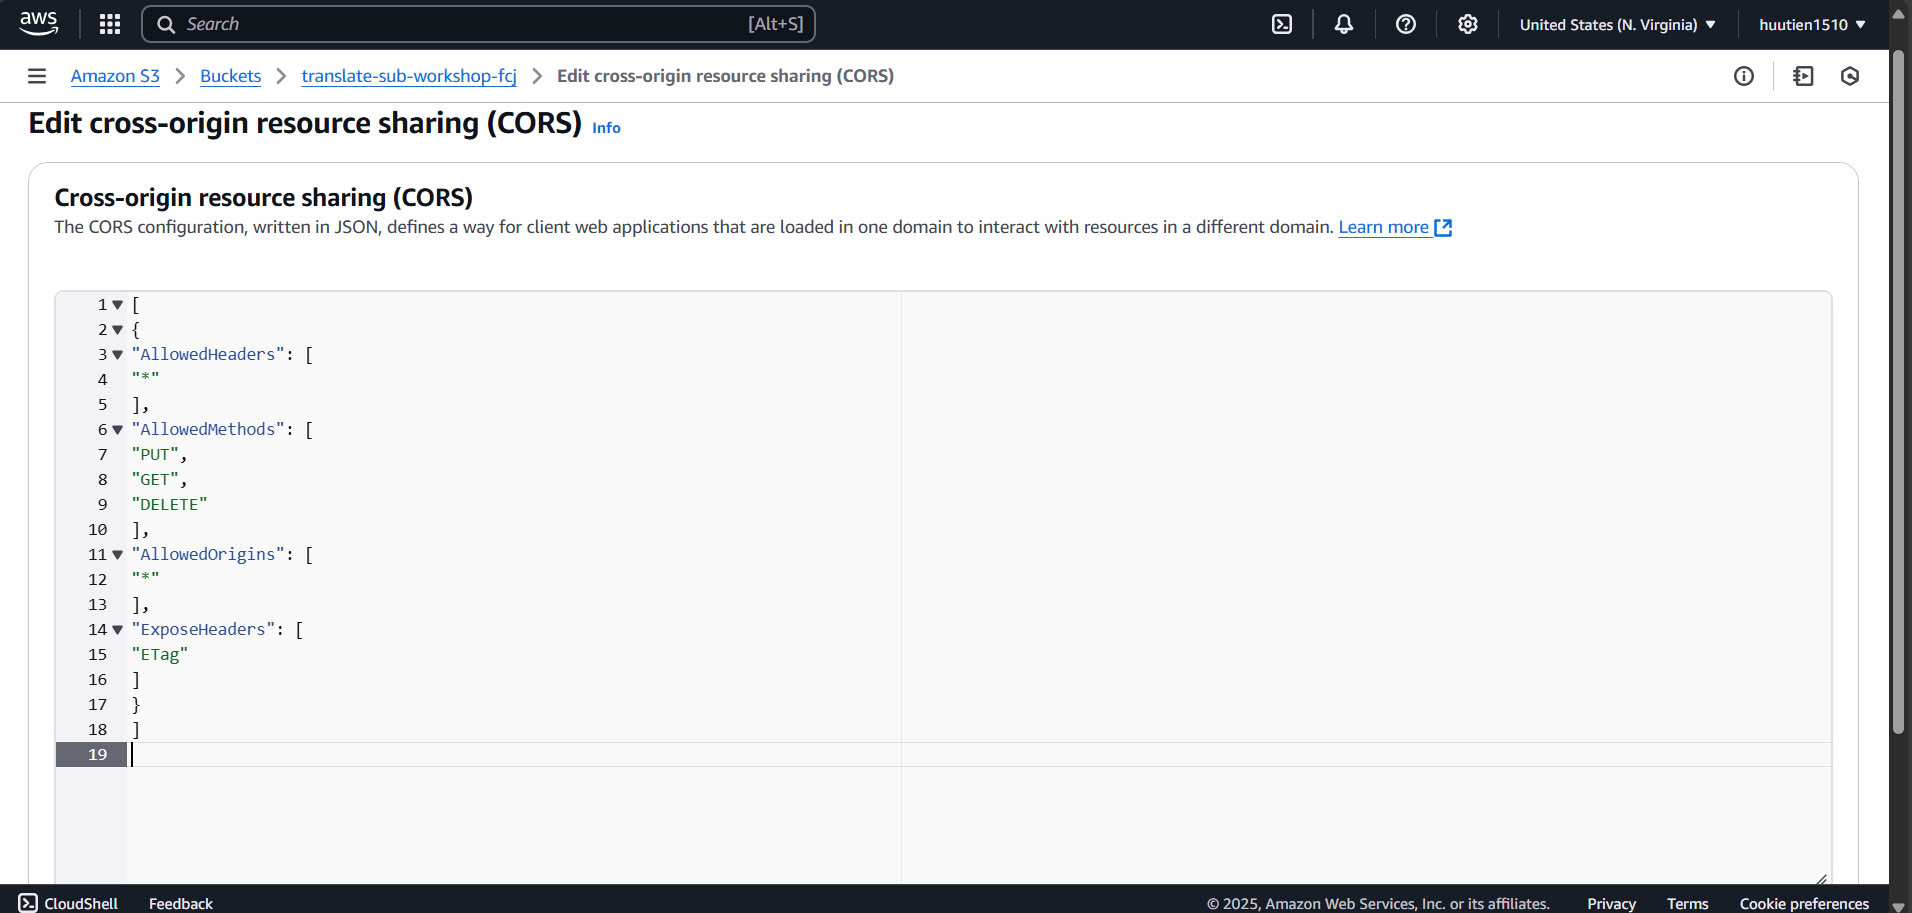 aws
Search [Alt+S]
United States (N. Virginia)
huutien1510
Amazon S3 > Buckets > translate-sub-workshop-fcj > Edit cross-origin resource sharing (CORS)
Edit cross-origin resource sharing (CORS) Info
Cross-origin resource sharing (CORS)
The CORS configuration, written in JSON, defines a way for client web applications that are loaded in one domain to interact with resources in a different domain. Learn more
1 [
2 {
3 "AllowedHeaders": [
4 "*"
5 ],
6 "AllowedMethods": [
7 "PUT",
8 "GET",
9 "DELETE"
10 ],
11 "AllowedOrigins": [
12 "*"
13 ],
14 "ExposeHeaders": [
15 "ETag"
16 ]
17 }
18 ]
19
CloudShell Feedback © 2025, Amazon Web Services, Inc. or its affiliates. Privacy Terms Cookie preferences